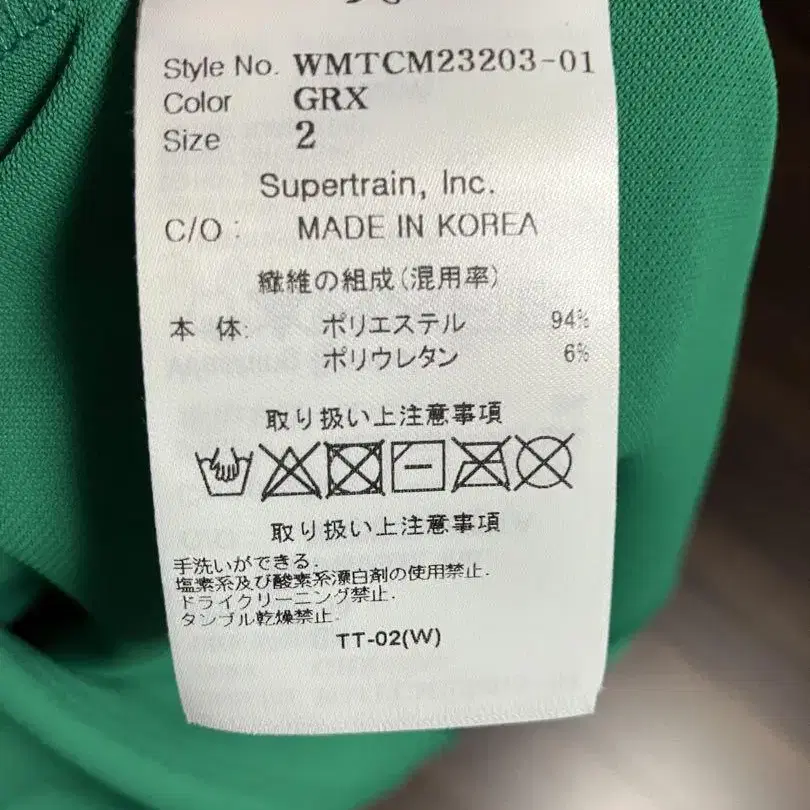 Style No. WMTCM23203-01
Color GRX
Size 2
Supertrain, Inc.
C/O : MADE IN KOREA
繊維の組成(混用率)
本 体: ポリエステル 94%
ポリウレタン 6%
取り扱い上注意事項
取り扱い上注意事項
手洗いができる.
塩素系及び酸素系漂白剤の使用禁止.
ドライクリーニング禁止.
タンブル乾燥禁止.
TT-02(W)